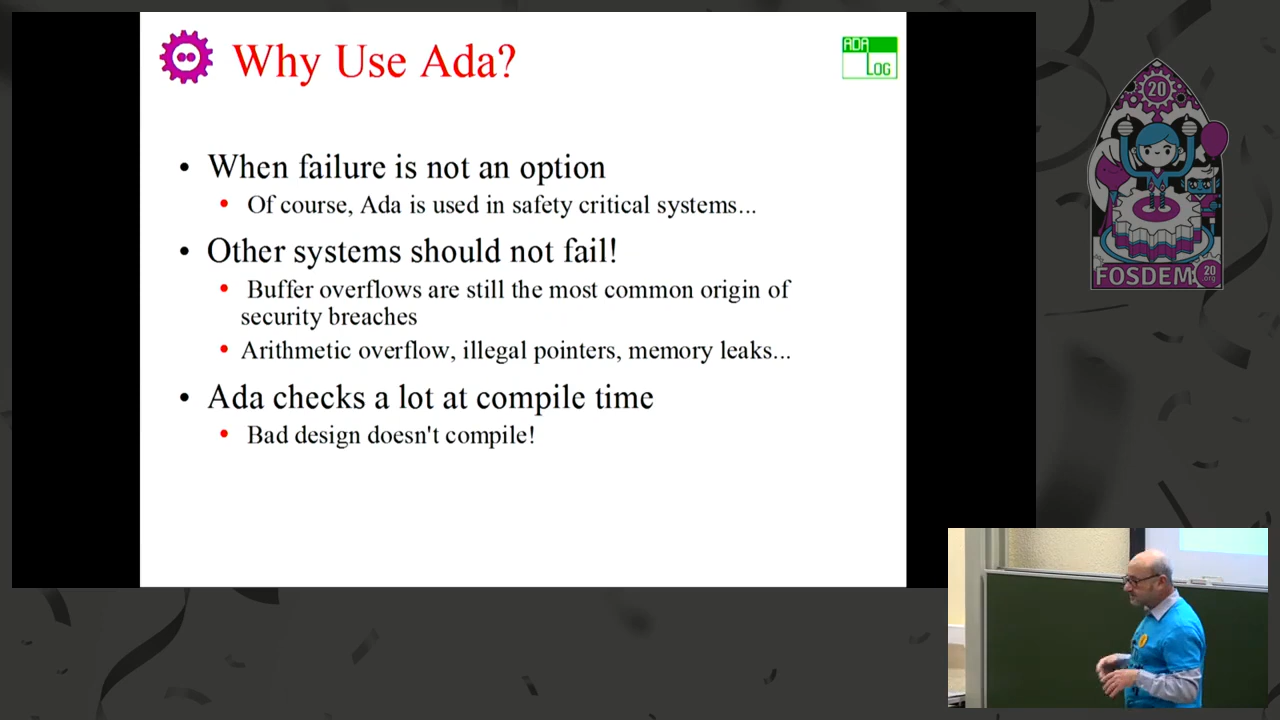 Why Use Ada?
ADA
LOG
• When failure is not an option
• Of course, Ada is used in safety critical systems...
• Other systems should not fail!
• Buffer overflows are still the most common origin of
security breaches
• Arithmetic overflow, illegal pointers, memory leaks...
• Ada checks a lot at compile time
• Bad design doesn't compile!
20
FOSDEM
20
.org